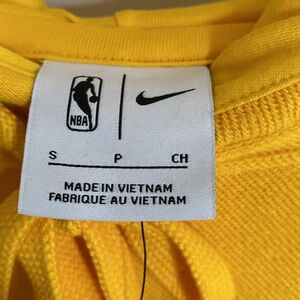 NBA
S P CH
MADE IN VIETNAM
FABRIQUE AU VIETNAM